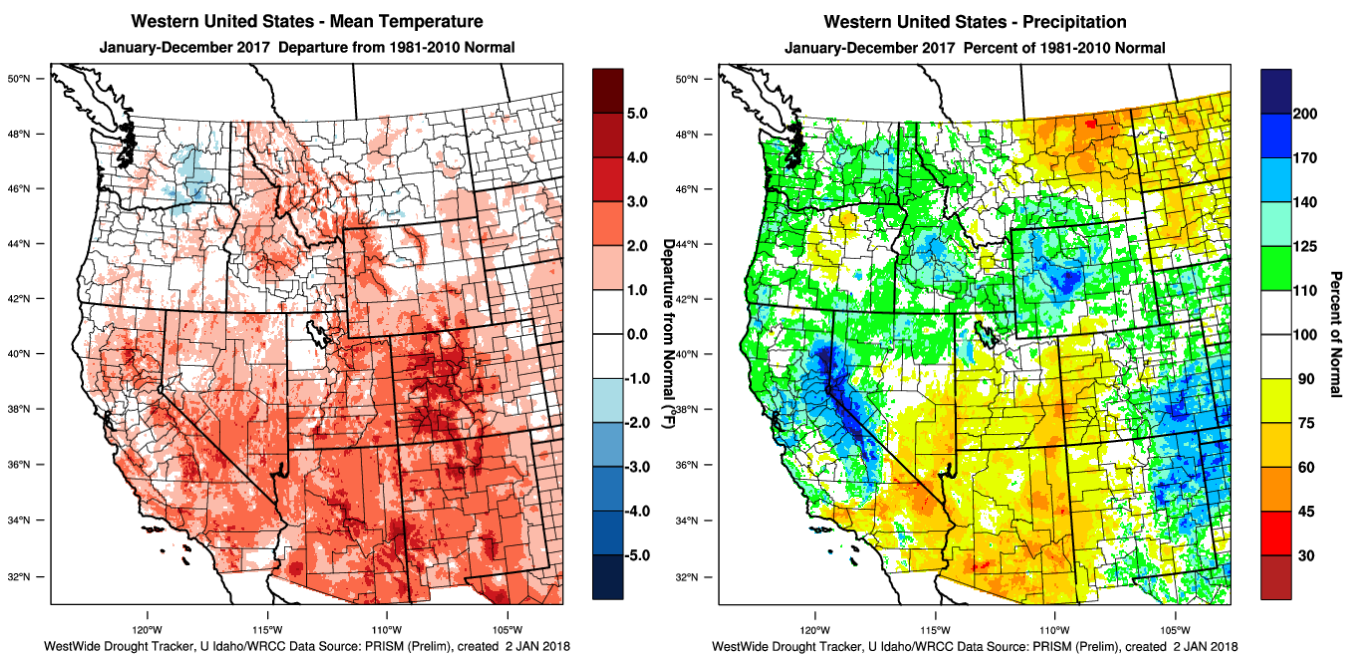 Western United States - Mean Temperature
January-December 2017 Departure from 1981-2010 Normal
50°N
48°N
46°N
44°N
42°N
40°N
38°N
36°N
34°N
32°N
120°W
115°W
110°W
105°W
5.0
4.0
3.0
2.0
1.0
0.0
-1.0
-2.0
-3.0
-4.0
-5.0
Departure from Normal (°F)
WestWide Drought Tracker, U Idaho/WRCC Data Source: PRISM (Prelim), created 2 JAN 2018
Western United States - Precipitation
January-December 2017 Percent of 1981-2010 Normal
50°N
48°N
46°N
44°N
42°N
40°N
38°N
36°N
34°N
32°N
120°W
115°W
110°W
105°W
200
170
140
125
110
100
90
75
60
45
30
Percent of Normal
WestWide Drought Tracker, U Idaho/WRCC Data Source: PRISM (Prelim), created 2 JAN 2018